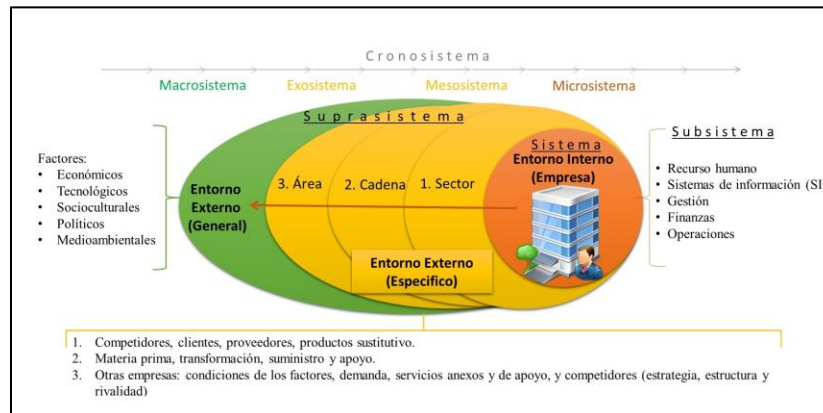 Cronosistema
Macrosistema Exosistema Mesosistema Microsistema
Suprasistema
Subsistema
Sistema
Factores:
• Económicos
• Tecnológicos
• Socioculturales
• Políticos
• Medioambientales
Entorno
Externo
(General)
3. Área
2. Cadena
1. Sector
Entorno Interno
(Empresa)
Entorno Externo
(Especifico)
• Recurso humano
• Sistemas de información (SI
• Gestión
• Finanzas
• Operaciones
1. Competidores, clientes, proveedores, productos sustitutivo.
2. Materia prima, transformación, suministro y apoyo.
3. Otras empresas: condiciones de los factores, demanda, servicios anexos y de apoyo, y competidores (estrategia, estructura y
rivalidad)